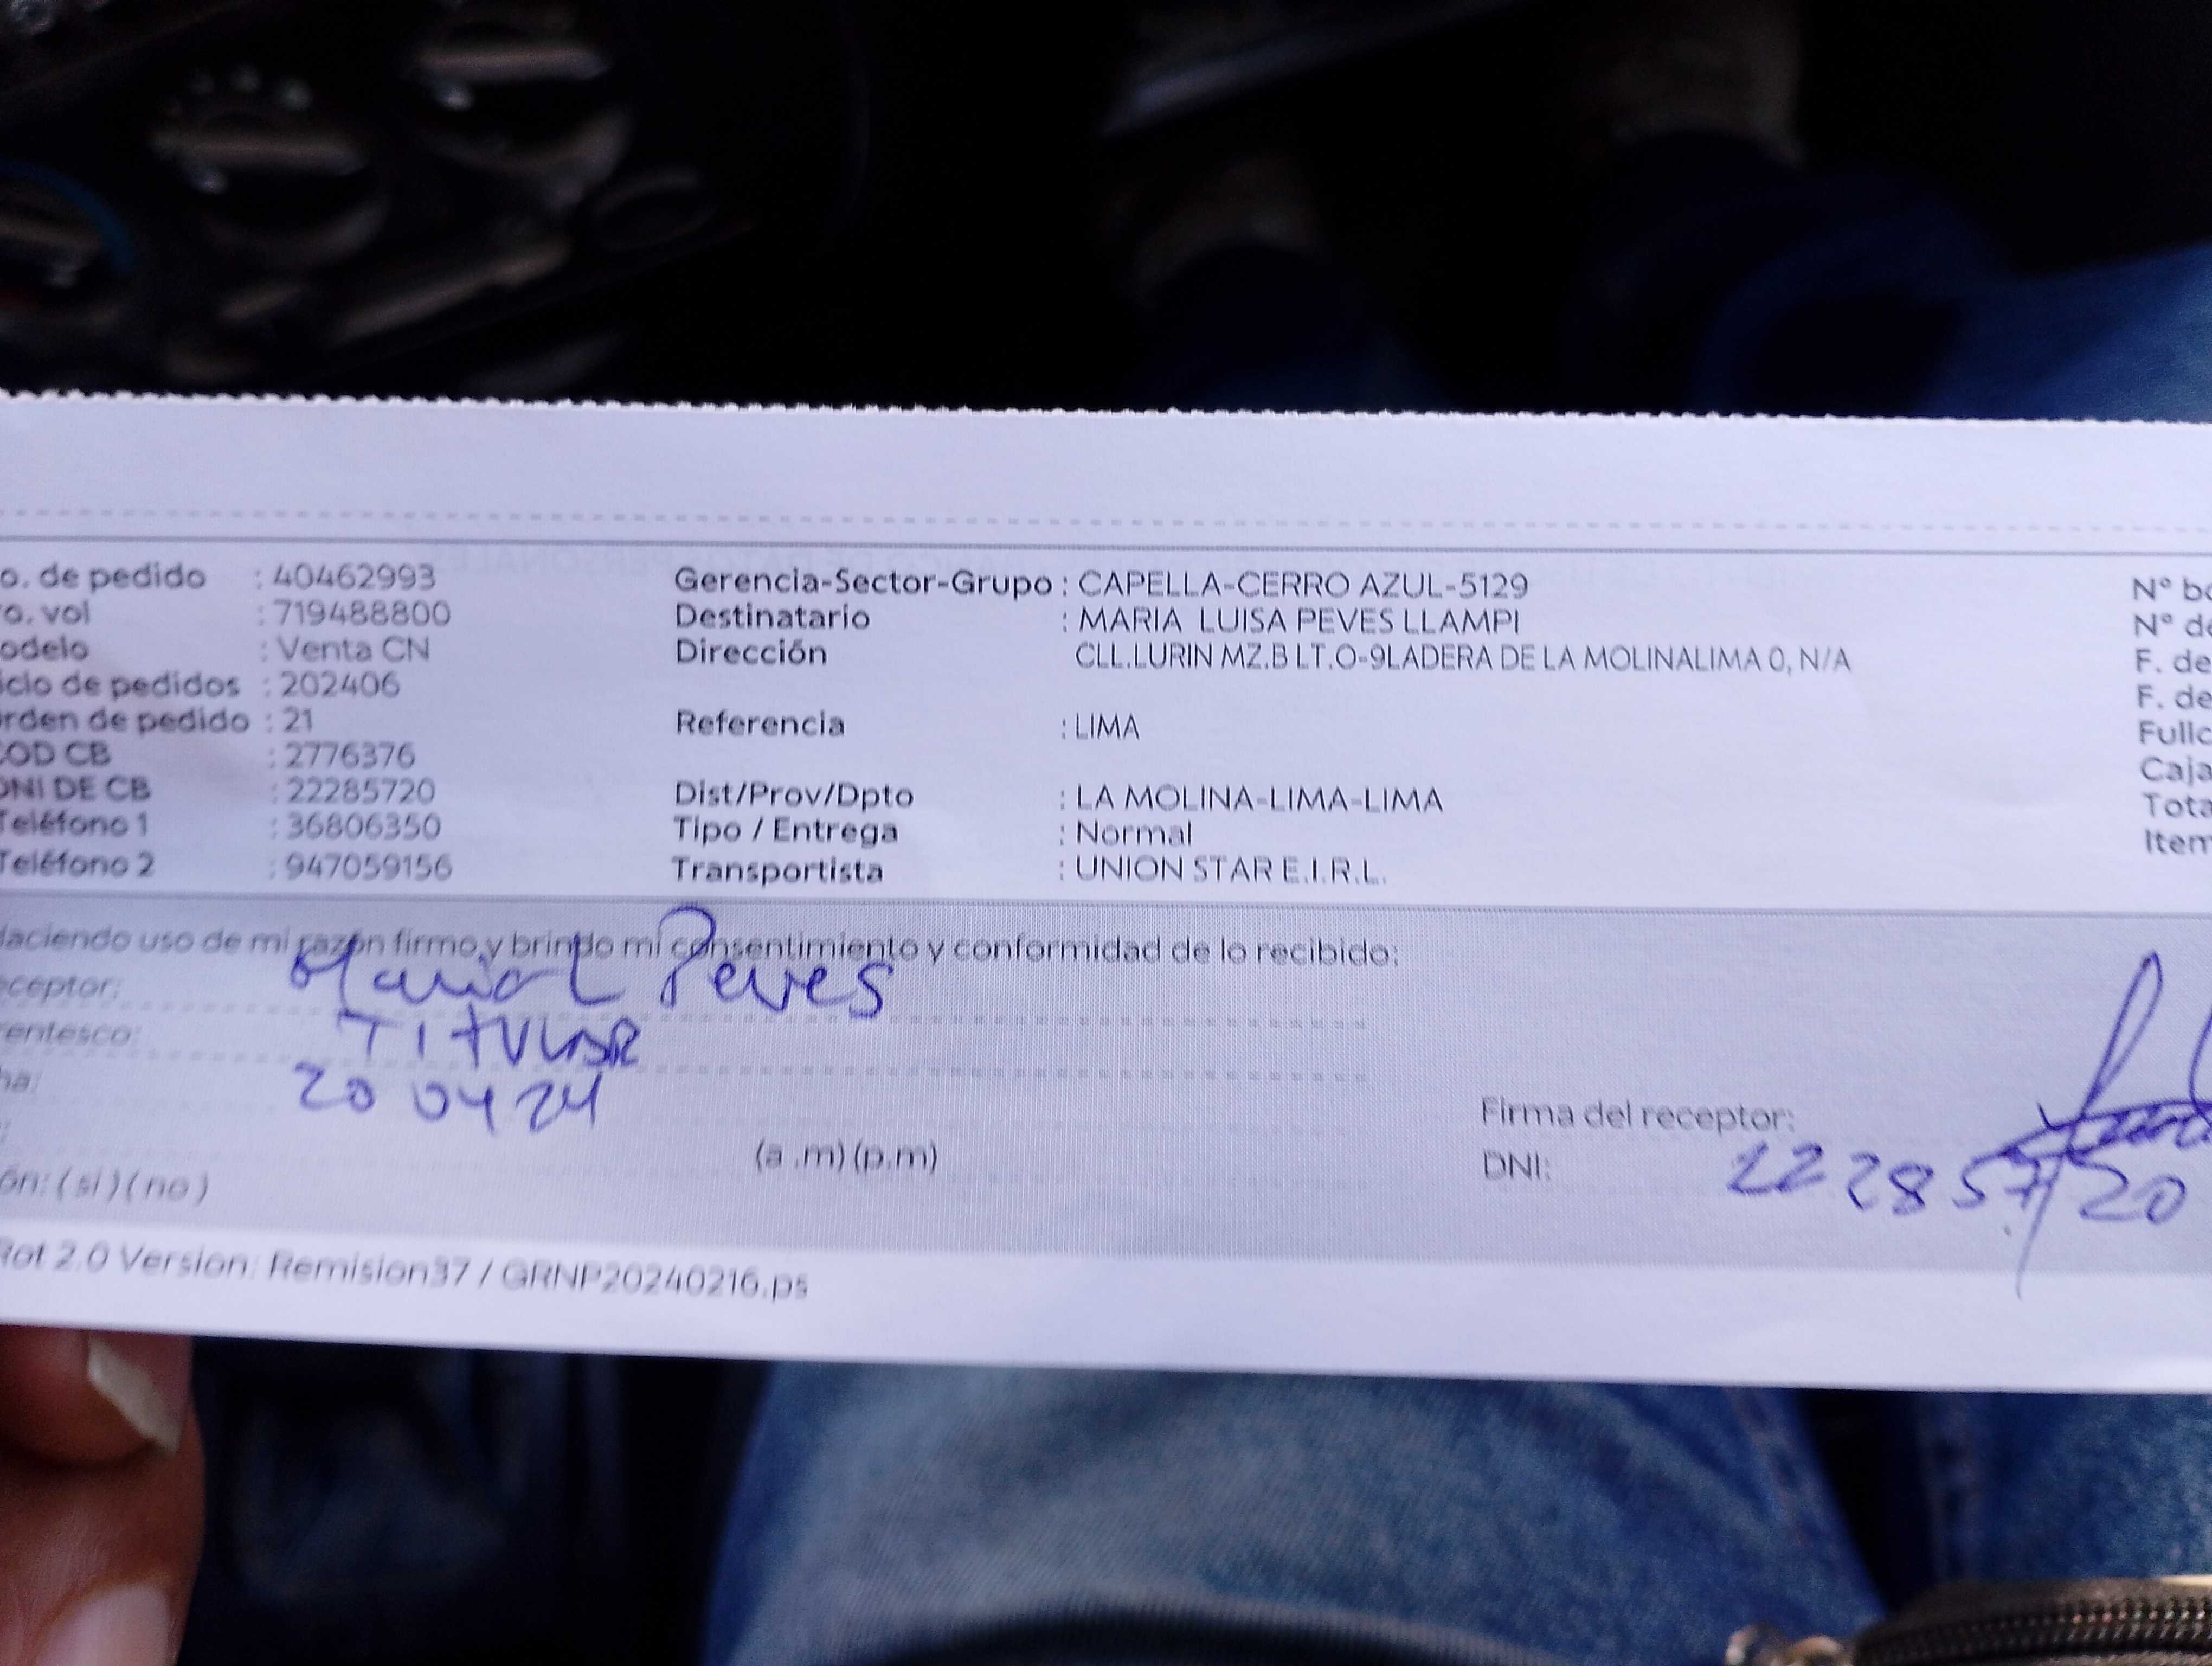 o. de pedido : 40462993 Gerencia-Sector-Grupo : CAPELLA-CERRO AZUL-5129 N° bo
o. vol : 719488800 Destinatario : MARIA LUISA PEVES LLAMPI N° de
odelo : Venta CN Dirección CLL.LURIN MZ.B LT.O-9LADERA DE LA MOLINALIMA 0, N/A F. de
icio de pedidos : 202406 F. de
rden de pedido : 21 Referencia : LIMA Fullc
COD CB : 2776376 Caja
DNI DE CB : 22285720 Dist/Prov/Dpto : LA MOLINA-LIMA-LIMA Tota
Teléfono 1 : 36806350 Tipo / Entrega : Normal Item
Teléfono 2 : 947059156 Transportista : UNION STAR E.I.R.L.
Haciendo uso de mi razón firmo y brindo mi consentimiento y conformidad de lo recibido:
eceptor: Maria L Peves
rentesco: TITULAR
ha: 20 04 24
Firma del receptor:
(a .m) (p.m) DNI: 22285720
ón: ( si ) ( no )
Rot 2.0 Version: Remision37 / GRNP20240216.ps